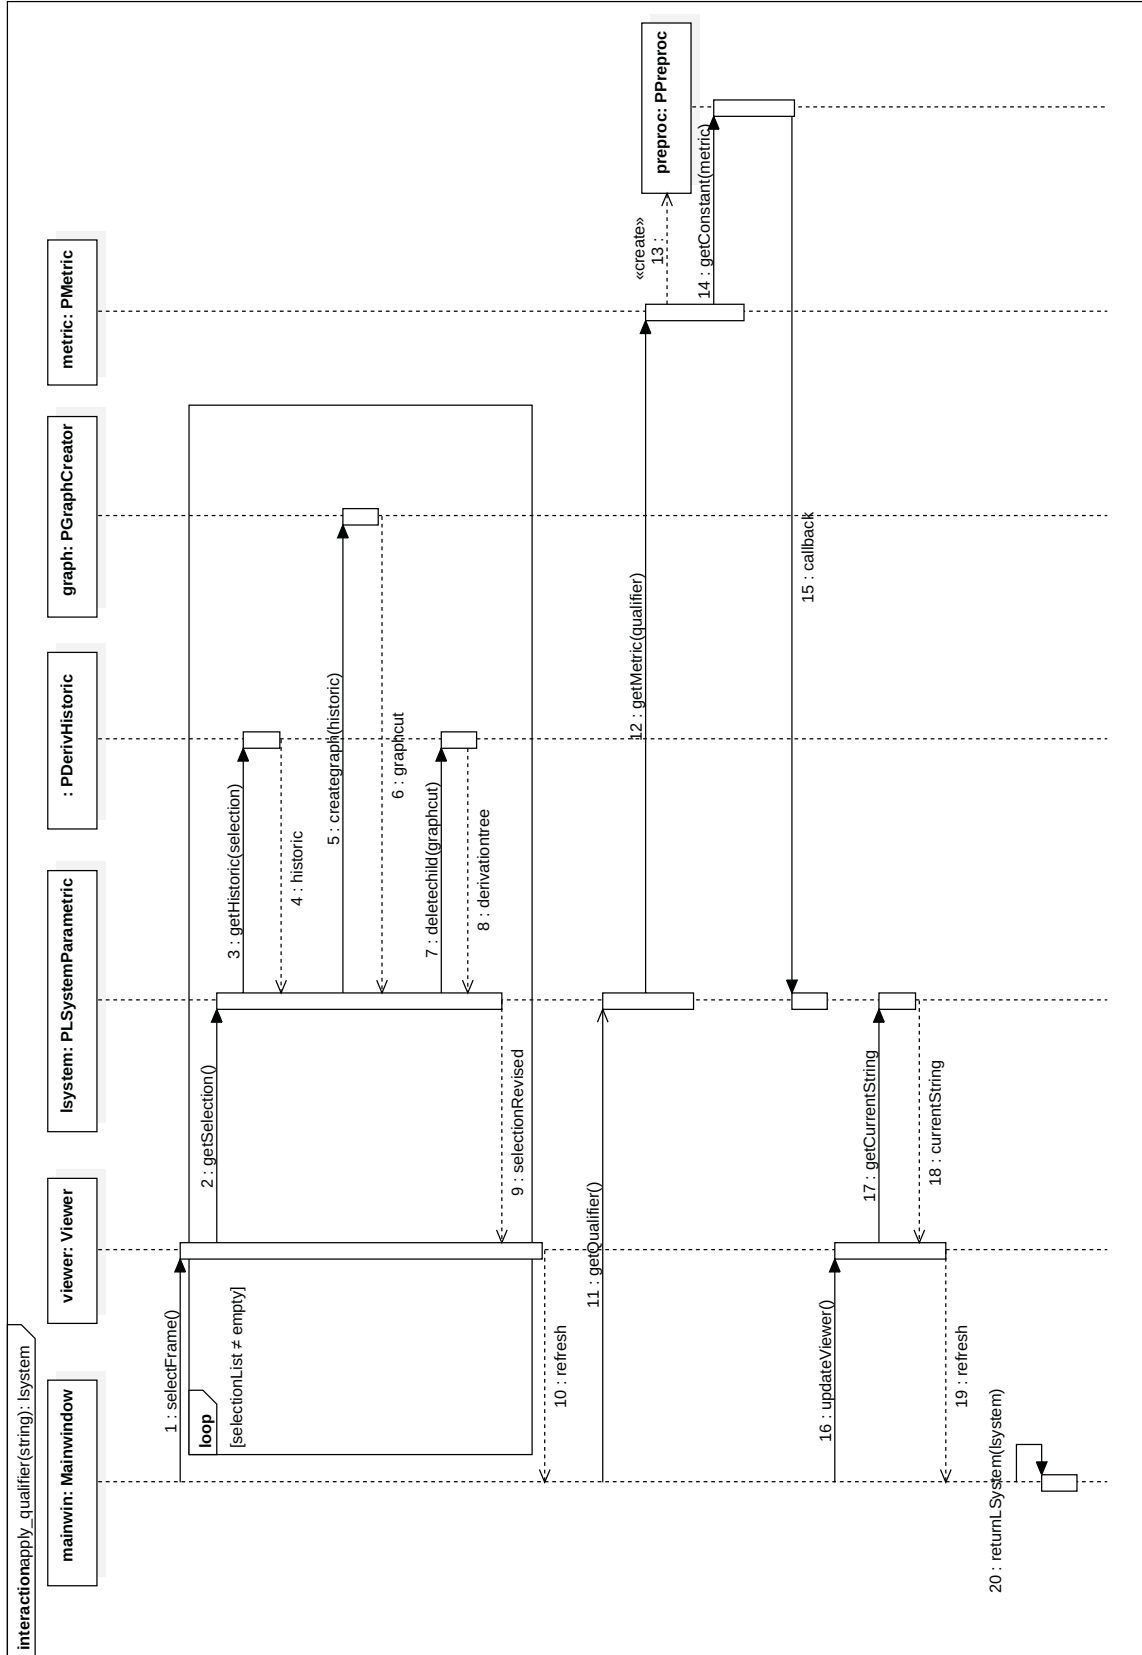 interactionapply_qualifier(string): lsystem
mainwin: Mainwindow
viewer: Viewer
lsystem: PLSystemParametric
: PDerivHistoric
graph: PGraphCreator
metric: PMetric
preproc: PPreproc
1 : selectFrame()
loop
[selectionList ≠ empty]
2 : getSelection()
3 : getHistoric(selection)
4 : historic
5 : creategraph(historic)
6 : graphcut
7 : deletechild(graphcut)
8 : derivationtree
9 : selectionRevised
10 : refresh
11 : getQualifier()
12 : getMetric(qualifier)
«create»
13 :
14 : getConstant(metric)
15 : callback
16 : updateViewer()
17 : getCurrentString
18 : currentString
19 : refresh
20 : returnLSystem(lsystem)